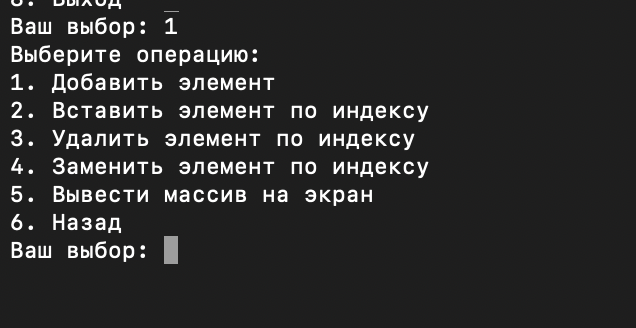 8. Выход
Ваш выбор: 1
Выберите операцию:
1. Добавить элемент
2. Вставить элемент по индексу
3. Удалить элемент по индексу
4. Заменить элемент по индексу
5. Вывести массив на экран
6. Назад
Ваш выбор: